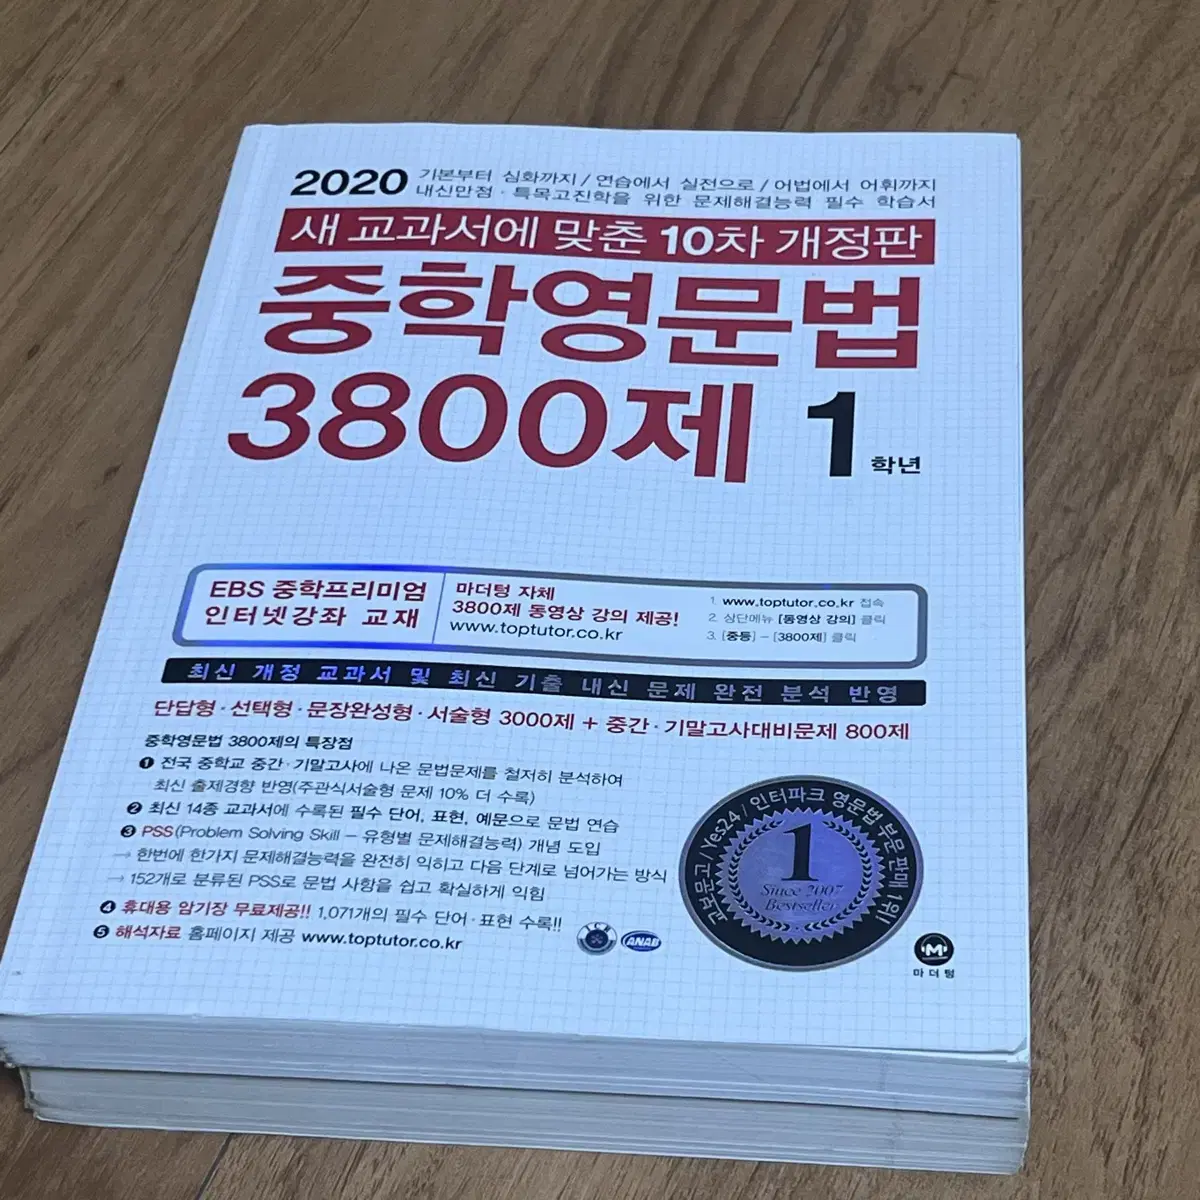 2020
기본부터 심화까지 / 연습에서 실전으로 / 어법에서 어휘까지
내신만점·특목고진학을 위한 문제해결능력 필수 학습서
새 교과서에 맞춘 10차 개정판
중학영문법
3800제 1 학년
EBS 중학프리미엄
인터넷강좌 교재
마더텅 자체
3800제 동영상 강의 제공!
www.toptutor.co.kr
1. www.toptutor.co.kr 접속
2. 상단메뉴 [동영상 강의] 클릭
3. [중등] – [3800제] 클릭
최신 개정 교과서 및 최신 기출 내신 문제 완전 분석 반영
단답형·선택형·문장완성형·서술형 3000제 + 중간·기말고사대비문제 800제
중학영문법 3800제의 특장점
❶ 전국 중학교 중간·기말고사에 나온 문법문제를 철저히 분석하여
최신 출제경향 반영(주관식서술형 문제 10% 더 수록)
❷ 최신 14종 교과서에 수록된 필수 단어, 표현, 예문으로 문법 연습
❸ PSS(Problem Solving Skill – 유형별 문제해결능력) 개념 도입
→ 한번에 한가지 문제해결능력을 완전히 익히고 다음 단계로 넘어가는 방식
→ 152개로 분류된 PSS로 문법 사항을 쉽고 확실하게 익힘
❹ 휴대용 암기장 무료제공!! 1,071개의 필수 단어·표현 수록!!
❺ 해석자료 홈페이지 제공 www.toptutor.co.kr
교보문고 / Yes24 / 인터파크 영문법 부문 판매 1위!
1
Since 2007
Bestseller
ICR
ANAB
M
마더텅